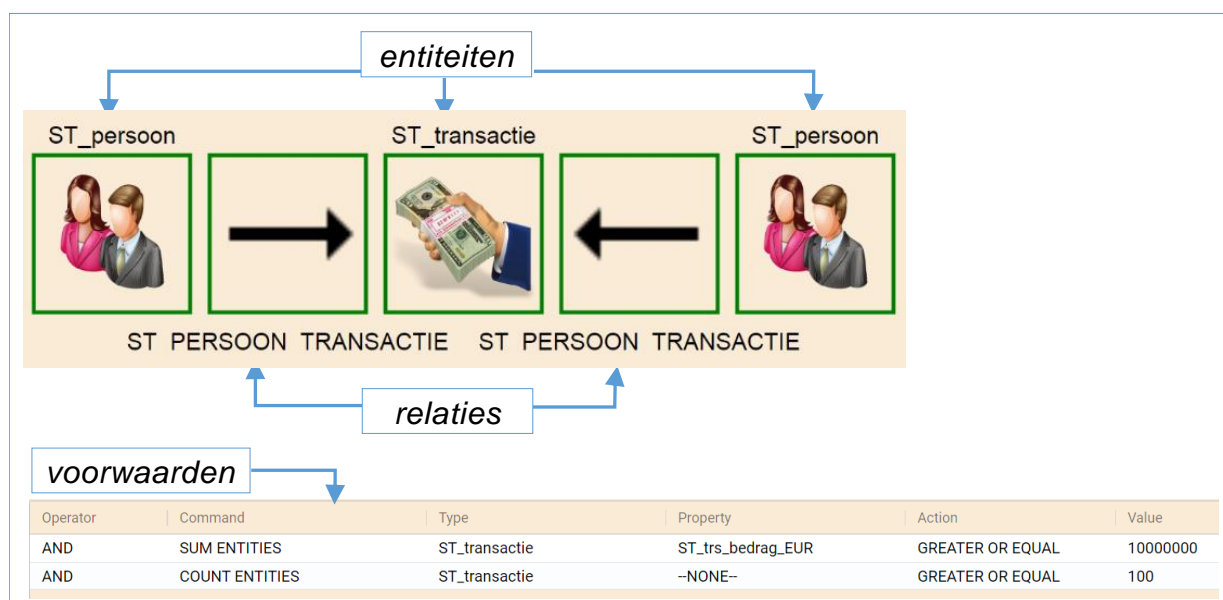 entiteiten
ST_persoon ST_transactie ST_persoon
ST PERSOON TRANSACTIE ST PERSOON TRANSACTIE
relaties
voorwaarden
Operator Command Type Property Action Value
AND SUM ENTITIES ST_transactie ST_trs_bedrag_EUR GREATER OR EQUAL 10000000
AND COUNT ENTITIES ST_transactie --NONE-- GREATER OR EQUAL 100